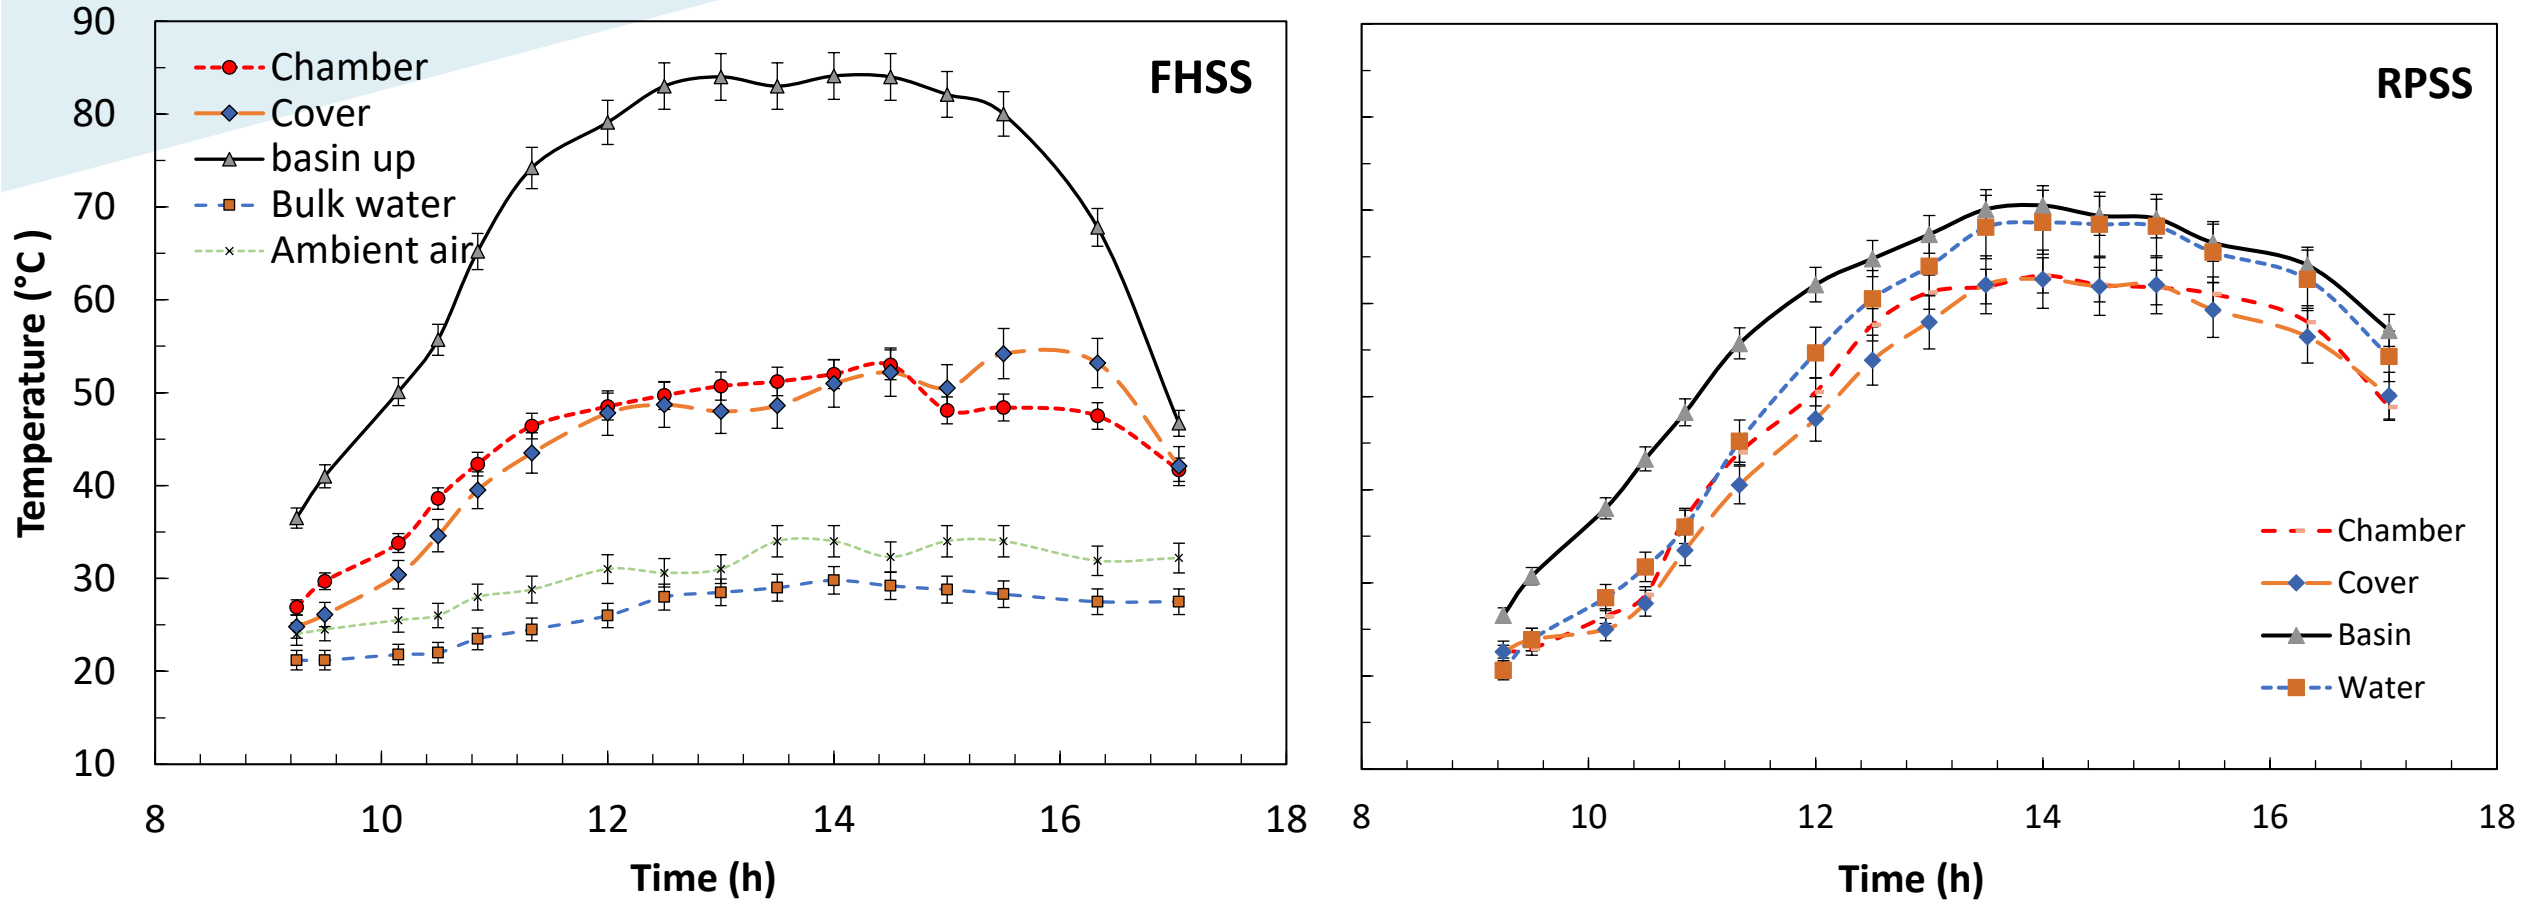 90
80
70
60
50
40
30
20
10
Temperature (°C )
Chamber
Cover
basin up
Bulk water
Ambient air
FHSS
8 10 12 14 16 18
Time (h)
RPSS
Chamber
Cover
Basin
Water
8 10 12 14 16 18
Time (h)